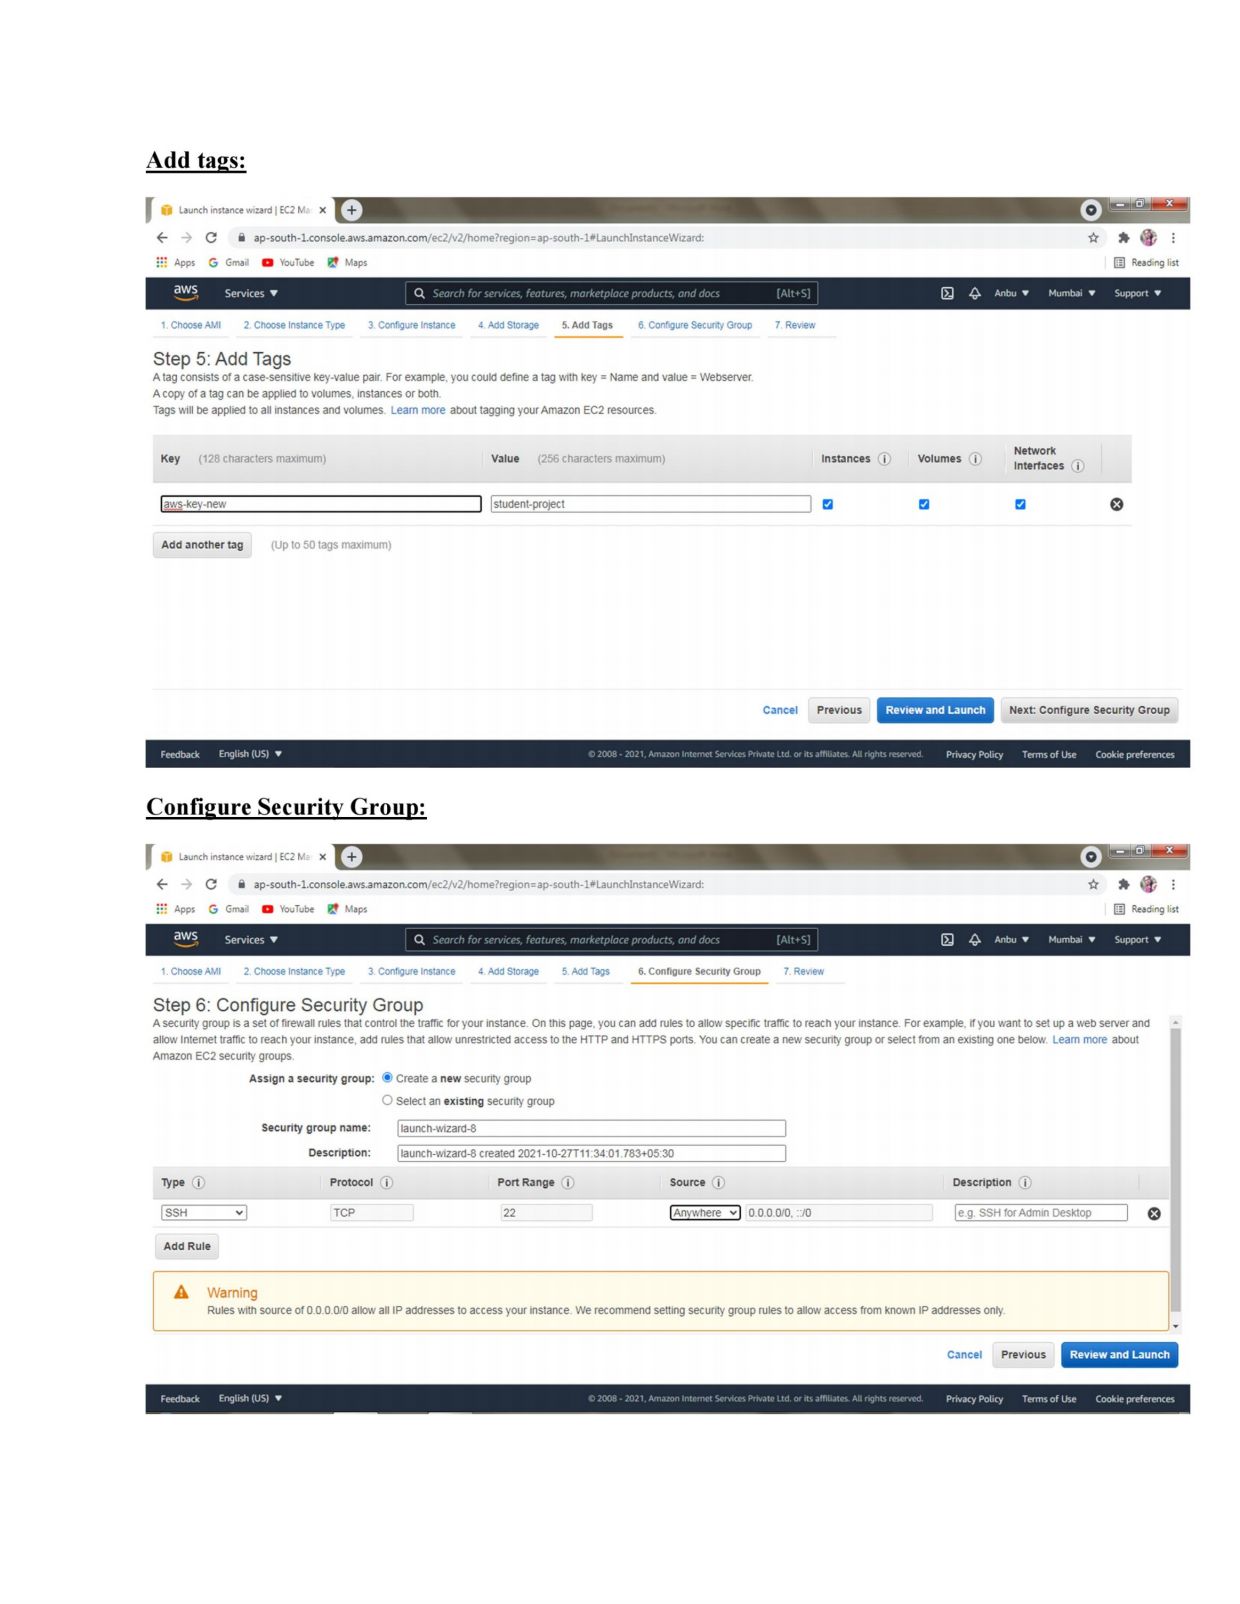 Add tags:
Launch instance wizard | EC2 Ma
ap-south-1.console.aws.amazon.com/ec2/v2/home?region=ap-south-1#LaunchInstanceWizard:
Apps Gmail YouTube Maps Reading list
aws Services Search for services, features, marketplace products, and docs [Alt+S] Anbu Mumbai Support
1. Choose AMI 2. Choose Instance Type 3. Configure Instance 4. Add Storage 5. Add Tags 6. Configure Security Group 7. Review
Step 5: Add Tags
A tag consists of a case-sensitive key-value pair. For example, you could define a tag with key = Name and value = Webserver.
A copy of a tag can be applied to volumes, instances or both.
Tags will be applied to all instances and volumes. Learn more about tagging your Amazon EC2 resources.
Key (128 characters maximum) Value (256 characters maximum) Instances Volumes Network Interfaces
aws-key-new student-project
Add another tag (Up to 50 tags maximum)
Cancel Previous Review and Launch Next: Configure Security Group
Feedback English (US) © 2008 - 2021, Amazon Internet Services Private Ltd. or its affiliates. All rights reserved. Privacy Policy Terms of Use Cookie preferences
Configure Security Group:
Launch instance wizard | EC2 Ma
ap-south-1.console.aws.amazon.com/ec2/v2/home?region=ap-south-1#LaunchInstanceWizard:
Apps Gmail YouTube Maps Reading list
aws Services Search for services, features, marketplace products, and docs [Alt+S] Anbu Mumbai Support
1. Choose AMI 2. Choose Instance Type 3. Configure Instance 4. Add Storage 5. Add Tags 6. Configure Security Group 7. Review
Step 6: Configure Security Group
A security group is a set of firewall rules that control the traffic for your instance. On this page, you can add rules to allow specific traffic to reach your instance. For example, if you want to set up a web server and
allow Internet traffic to reach your instance, add rules that allow unrestricted access to the HTTP and HTTPS ports. You can create a new security group or select from an existing one below. Learn more about
Amazon EC2 security groups.
Assign a security group: Create a new security group
Select an existing security group
Security group name: launch-wizard-8
Description: launch-wizard-8 created 2021-10-27T11:34:01.783+05:30
Type Protocol Port Range Source Description
SSH TCP 22 Anywhere 0.0.0.0/0, ::/0 e.g. SSH for Admin Desktop
Add Rule
Warning
Rules with source of 0.0.0.0/0 allow all IP addresses to access your instance. We recommend setting security group rules to allow access from known IP addresses only.
Cancel Previous Review and Launch
Feedback English (US) © 2008 - 2021, Amazon Internet Services Private Ltd. or its affiliates. All rights reserved. Privacy Policy Terms of Use Cookie preferences